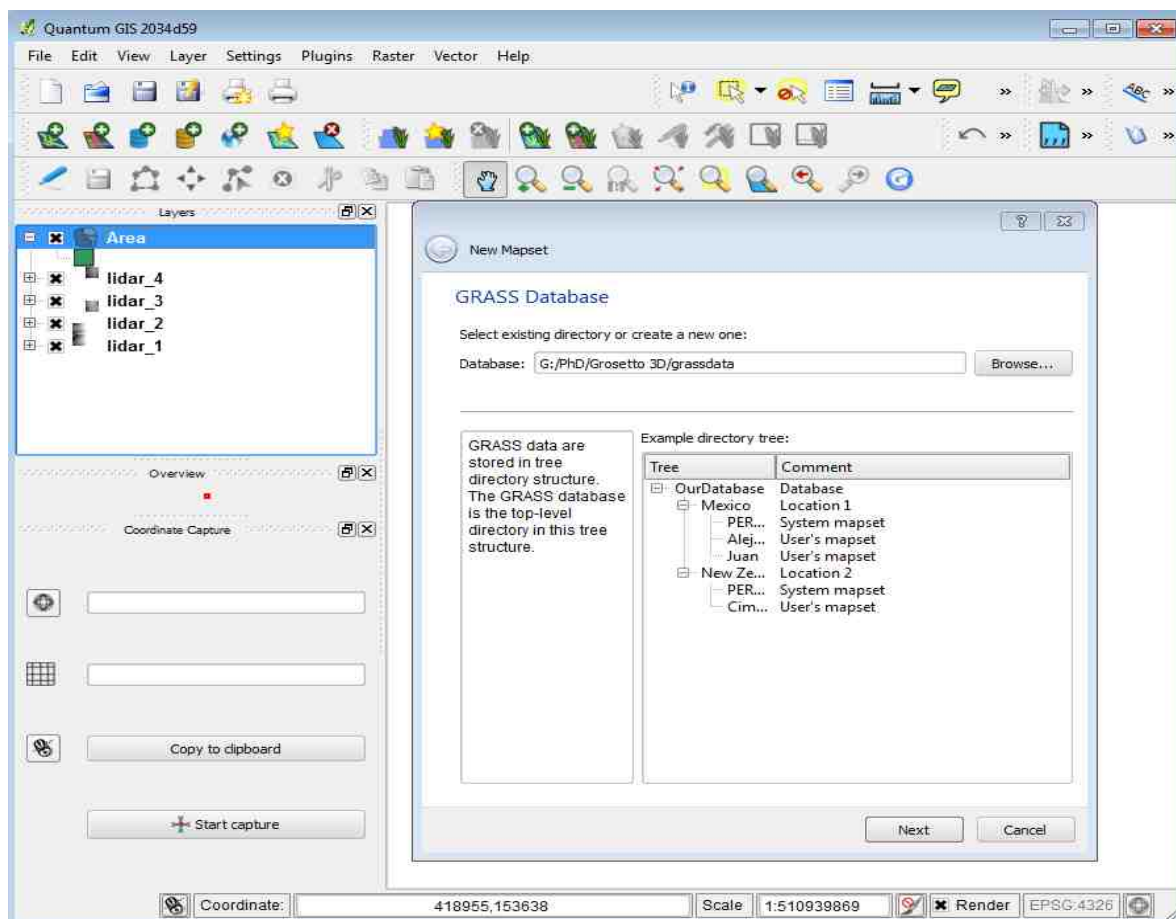 Quantum GIS 2034d59
File Edit View Layer Settings Plugins Raster Vector Help
ABC
Layers
Area
lidar_4
lidar_3
lidar_2
lidar_1
Overview
Coordinate Capture
Copy to clipboard
Start capture
New Mapset
GRASS Database
Select existing directory or create a new one:
Database: G:/PhD/Grosetto 3D/grassdata Browse...
GRASS data are
stored in tree
directory structure.
The GRASS database
is the top-level
directory in this tree
structure.
Example directory tree:
Tree Comment
OurDatabase Database
Mexico Location 1
PER... System mapset
Alej... User's mapset
Juan User's mapset
New Ze... Location 2
PER... System mapset
Cim... User's mapset
Next Cancel
Coordinate: 418955,153638 Scale 1:510939869 Render EPSG:4326